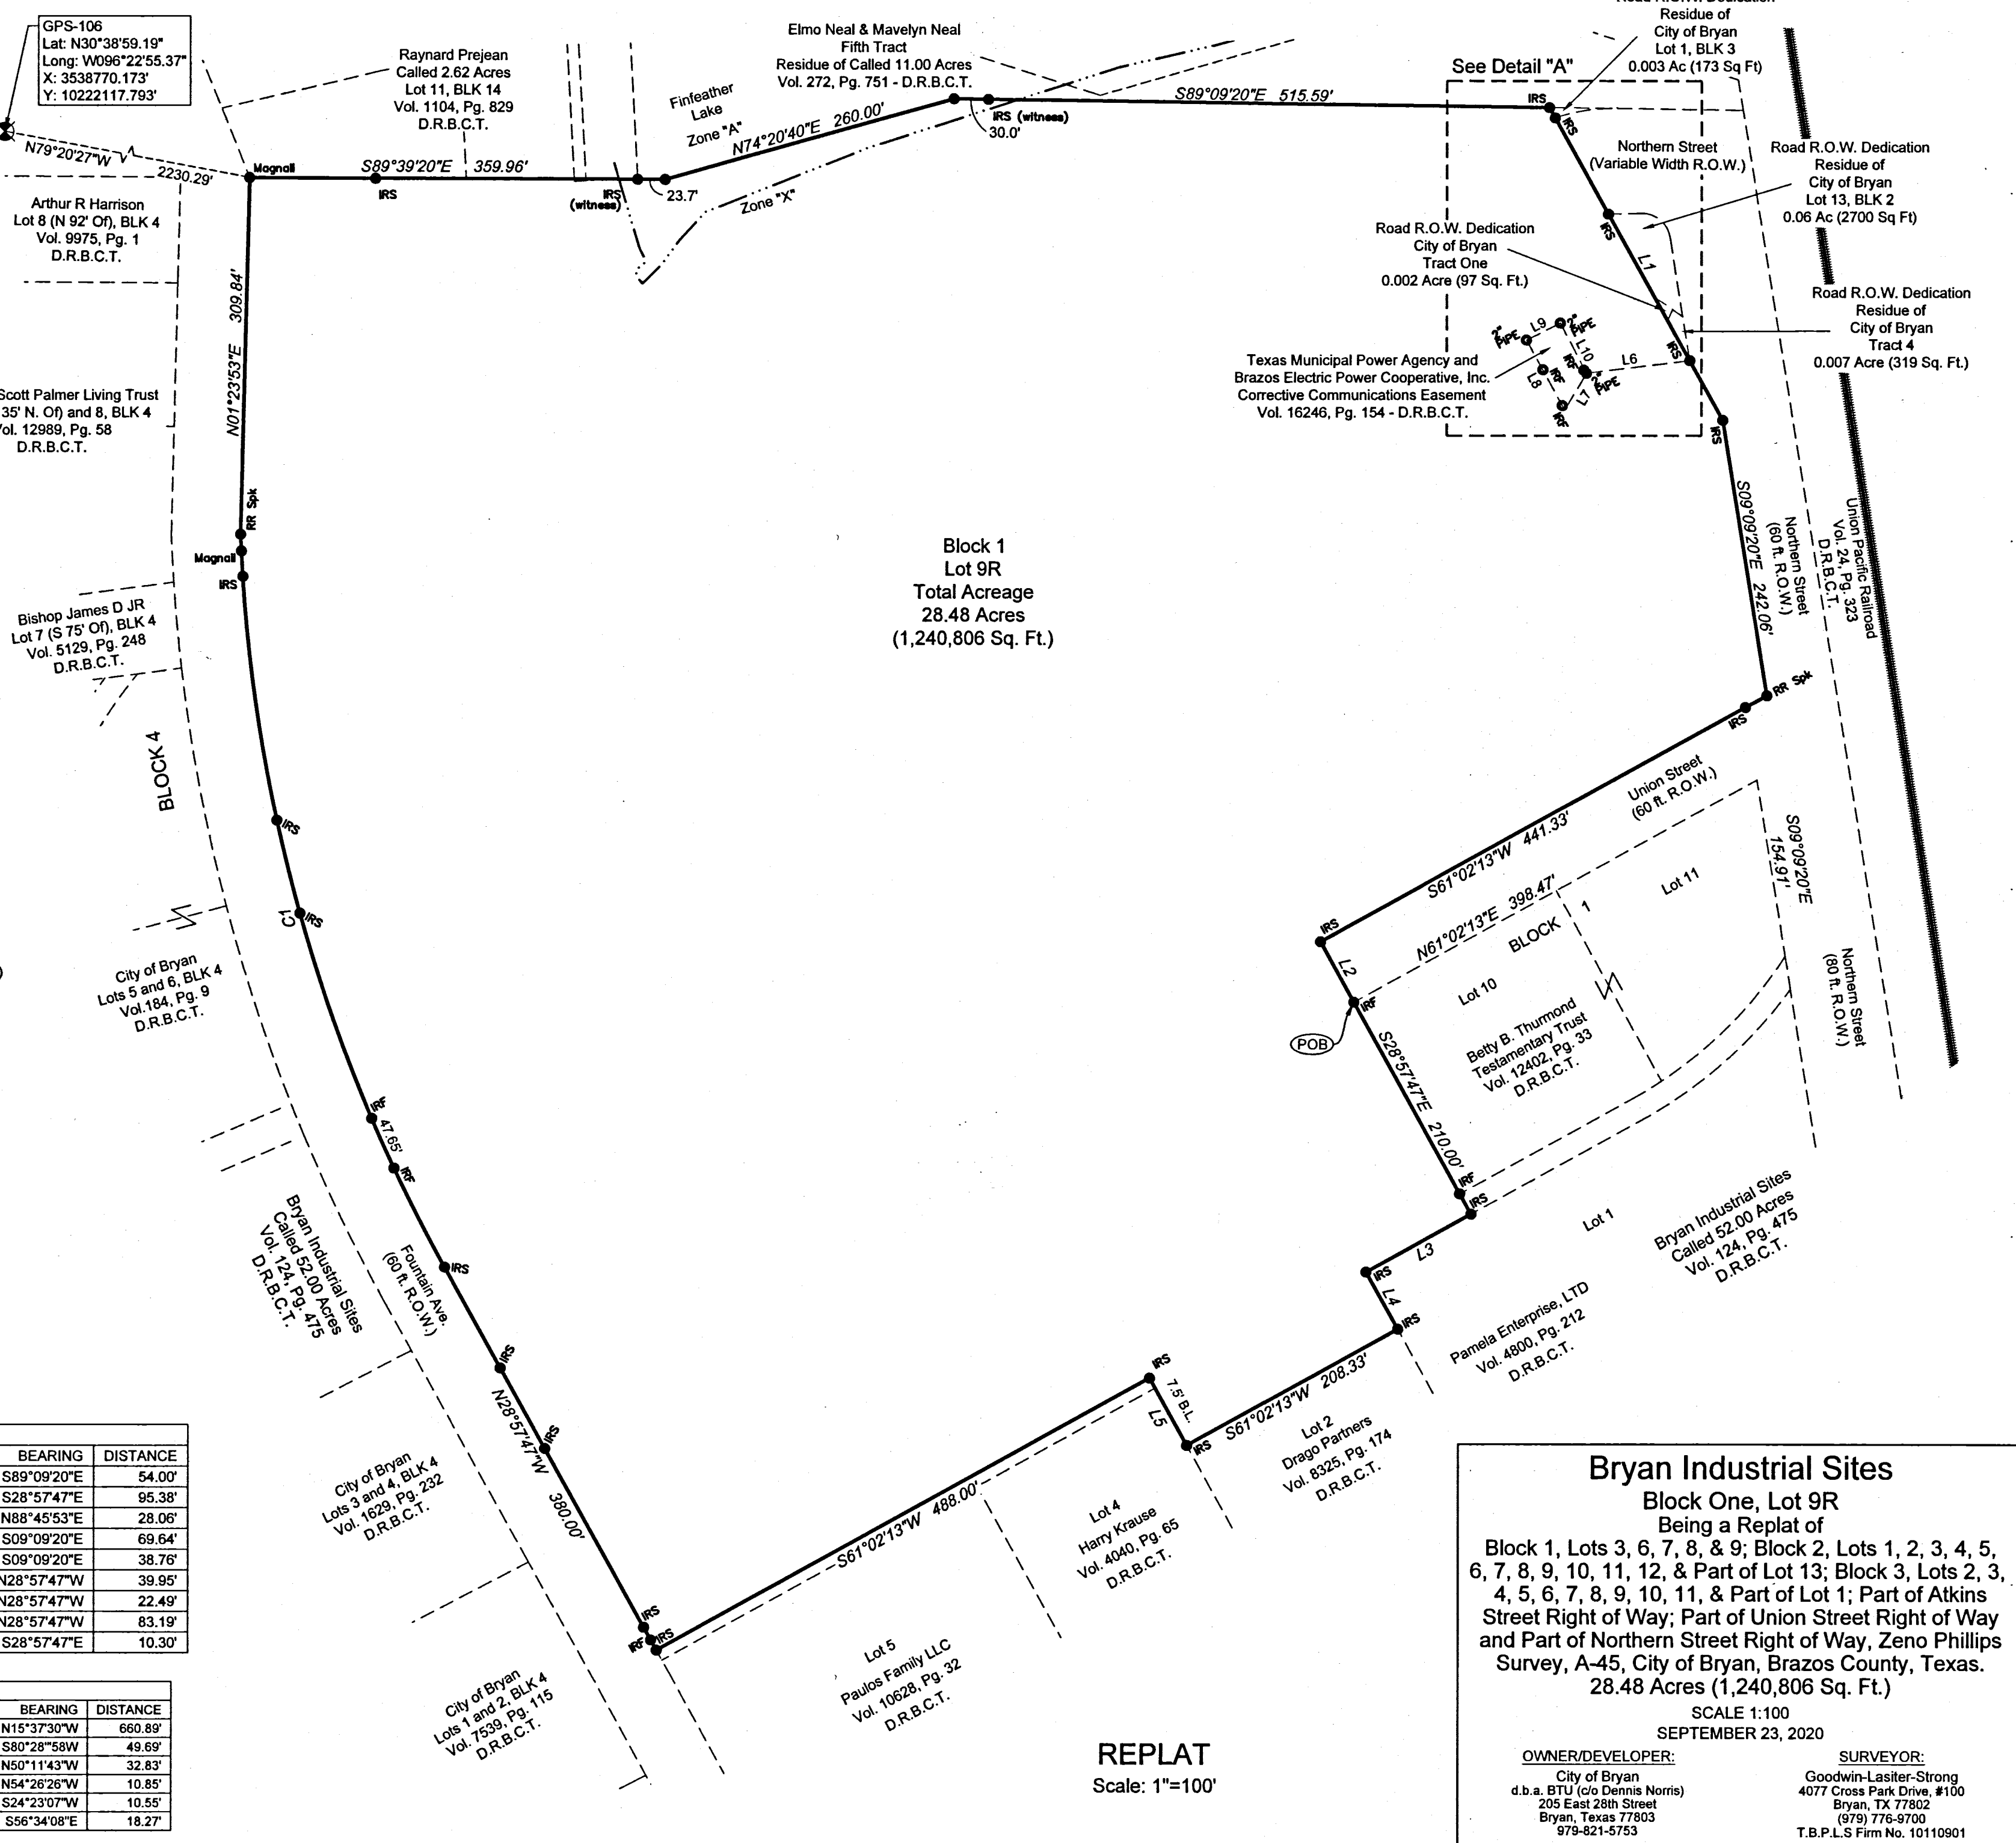 GPS-106
Lat: N30°38'59.19"
Long: W096°22'55.37"
X: 3538770.173'
Y: 10222117.793'
N79°20'27"W
2230.29'
Raynard Prejean
Called 2.62 Acres
Lot 11, BLK 14
Vol. 1104, Pg. 829
D.R.B.C.T.
Elmo Neal & Mavelyn Neal
Fifth Tract
Residue of Called 11.00 Acres
Vol. 272, Pg. 751 - D.R.B.C.T.
Finfeather
Lake
Zone "A"
Zone "X"
Magnail
S89°39'20"E 359.96'
IRS
IRS
(witness)
23.7'
N74°20'40"E 260.00'
IRS (witness)
30.0'
S89°09'20"E 515.59'
See Detail "A"
IRS
IRS
Residue of
City of Bryan
Lot 1, BLK 3
0.003 Ac (173 Sq Ft)
Northern Street
(Variable Width R.O.W.)
Road R.O.W. Dedication
Residue of
City of Bryan
Lot 13, BLK 2
0.06 Ac (2700 Sq Ft)
IRS
L1
Road R.O.W. Dedication
City of Bryan
Tract One
0.002 Acre (97 Sq. Ft.)
Road R.O.W. Dedication
Residue of
City of Bryan
Tract 4
0.007 Acre (319 Sq. Ft.)
Texas Municipal Power Agency and
Brazos Electric Power Cooperative, Inc.
Corrective Communications Easement
Vol. 16246, Pg. 154 - D.R.B.C.T.
2"
PIPE
L9
2"
PIPE
L10
IRF
L8
IRF
2"
PIPE
L7
IRF
L6
IRS
IRS
S09°09'20"E 242.06'
Northern Street
(60 ft. R.O.W.)
Union Pacific Railroad
Vol. 24, Pg. 323
D.R.B.C.T.
RR Spk
IRS
Arthur R Harrison
Lot 8 (N 92' Of), BLK 4
Vol. 9975, Pg. 1
D.R.B.C.T.
N01°23'53"E 309.84'
Scott Palmer Living Trust
35' N. Of) and 8, BLK 4
Vol. 12989, Pg. 58
D.R.B.C.T.
RR Spk
Magnail
IRS
Bishop James D JR
Lot 7 (S 75' Of), BLK 4
Vol. 5129, Pg. 248
D.R.B.C.T.
BLOCK 4
Block 1
Lot 9R
Total Acreage
28.48 Acres
(1,240,806 Sq. Ft.)
IRS
C1
IRS
City of Bryan
Lots 5 and 6, BLK 4
Vol.184, Pg. 9
D.R.B.C.T.
Union Street
(60 ft. R.O.W.)
S61°02'13"W 441.33'
N61°02'13"E 398.47'
S09°09'20"E
154.91'
Lot 11
BLOCK 1
Lot 10
Northern Street
(80 ft. R.O.W.)
IRS
L2
IRF
POB
S28°57'47"E 210.00'
Betty B. Thurmond
Testamentary Trust
Vol. 12402, Pg. 33
D.R.B.C.T.
IRF
IRS
L3
IRS
L4
IRS
Lot 1
Bryan Industrial Sites
Called 52.00 Acres
Vol. 124, Pg. 475
D.R.B.C.T.
Pamela Enterprise, LTD
Vol. 4800, Pg. 212
D.R.B.C.T.
IRF
47.65'
IRF
Bryan Industrial Sites
Called 52.00 Acres
Vol. 124, Pg. 475
D.R.B.C.T.
Fountain Ave.
(60 ft. R.O.W.)
IRS
IRS
IRS
N28°57'47"W 380.00'
IRS
7.5' B.L.
L5
IRS
S61°02'13"W 208.33'
Lot 2
Drago Partners
Vol. 8325, Pg. 174
D.R.B.C.T.
City of Bryan
Lots 3 and 4, BLK 4
Vol. 1629, Pg. 232
D.R.B.C.T.
S61°02'13"W 488.00'
Lot 4
Harry Krause
Vol. 4040, Pg. 65
D.R.B.C.T.
IRS
IRF
IRS
Lot 5
Paulos Family LLC
Vol. 10628, Pg. 32
D.R.B.C.T.
City of Bryan
Lots 1 and 2, BLK 4
Vol. 7539, Pg. 115
D.R.B.C.T.
BEARING DISTANCE
S89°09'20"E 54.00'
S28°57'47"E 95.38'
N88°45'53"E 28.06'
S09°09'20"E 69.64'
S09°09'20"E 38.76'
N28°57'47"W 39.95'
N28°57'47"W 22.49'
N28°57'47"W 83.19'
S28°57'47"E 10.30'
BEARING DISTANCE
N15°37'30"W 660.89'
S80°28'"58W 49.69'
N50°11'43"W 32.83'
N54°26'26"W 10.85'
S24°23'07"W 10.55'
S56°34'08"E 18.27'
REPLAT
Scale: 1"=100'
Bryan Industrial Sites
Block One, Lot 9R
Being a Replat of
Block 1, Lots 3, 6, 7, 8, & 9; Block 2, Lots 1, 2, 3, 4, 5,
6, 7, 8, 9, 10, 11, 12, & Part of Lot 13; Block 3, Lots 2, 3,
4, 5, 6, 7, 8, 9, 10, 11, & Part of Lot 1; Part of Atkins
Street Right of Way; Part of Union Street Right of Way
and Part of Northern Street Right of Way, Zeno Phillips
Survey, A-45, City of Bryan, Brazos County, Texas.
28.48 Acres (1,240,806 Sq. Ft.)
SCALE 1:100
SEPTEMBER 23, 2020
OWNER/DEVELOPER:
City of Bryan
d.b.a. BTU (c/o Dennis Norris)
205 East 28th Street
Bryan, Texas 77803
979-821-5753
SURVEYOR:
Goodwin-Lasiter-Strong
4077 Cross Park Drive, #100
Bryan, TX 77802
(979) 776-9700
T.B.P.L.S Firm No. 10110901